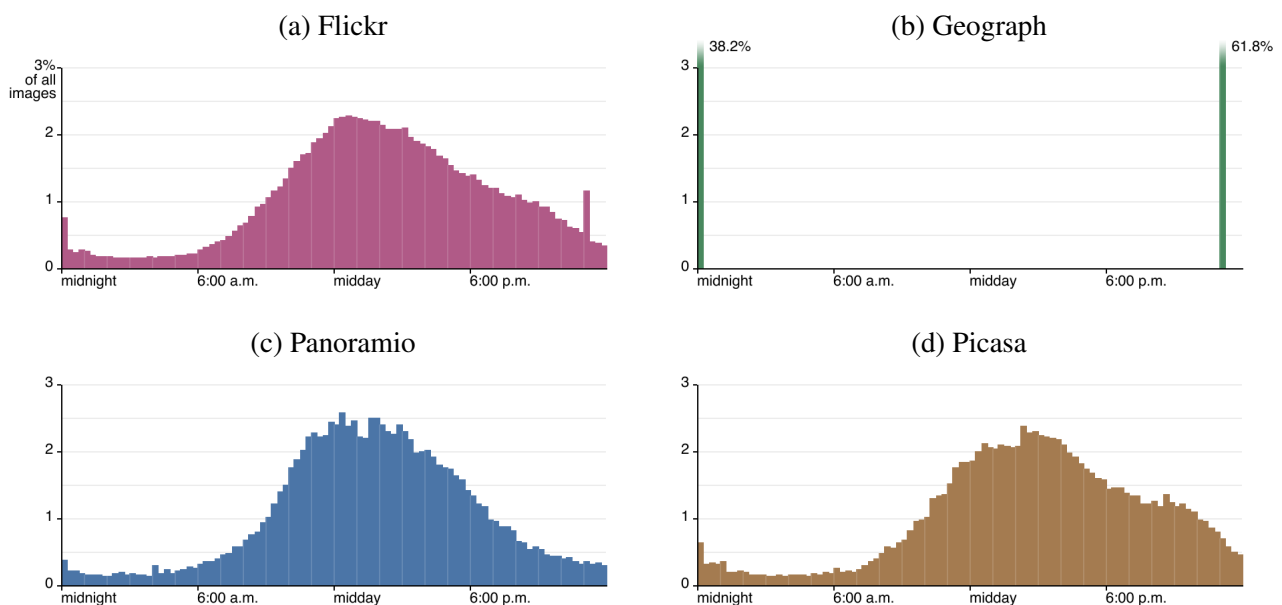 (a) Flickr
3%
of all
images
2
1
0
midnight 6:00 a.m. midday 6:00 p.m.
(b) Geograph
38.2% 61.8%
3
2
1
0
midnight 6:00 a.m. midday 6:00 p.m.
(c) Panoramio
3
2
1
0
midnight 6:00 a.m. midday 6:00 p.m.
(d) Picasa
3
2
1
0
midnight 6:00 a.m. midday 6:00 p.m.